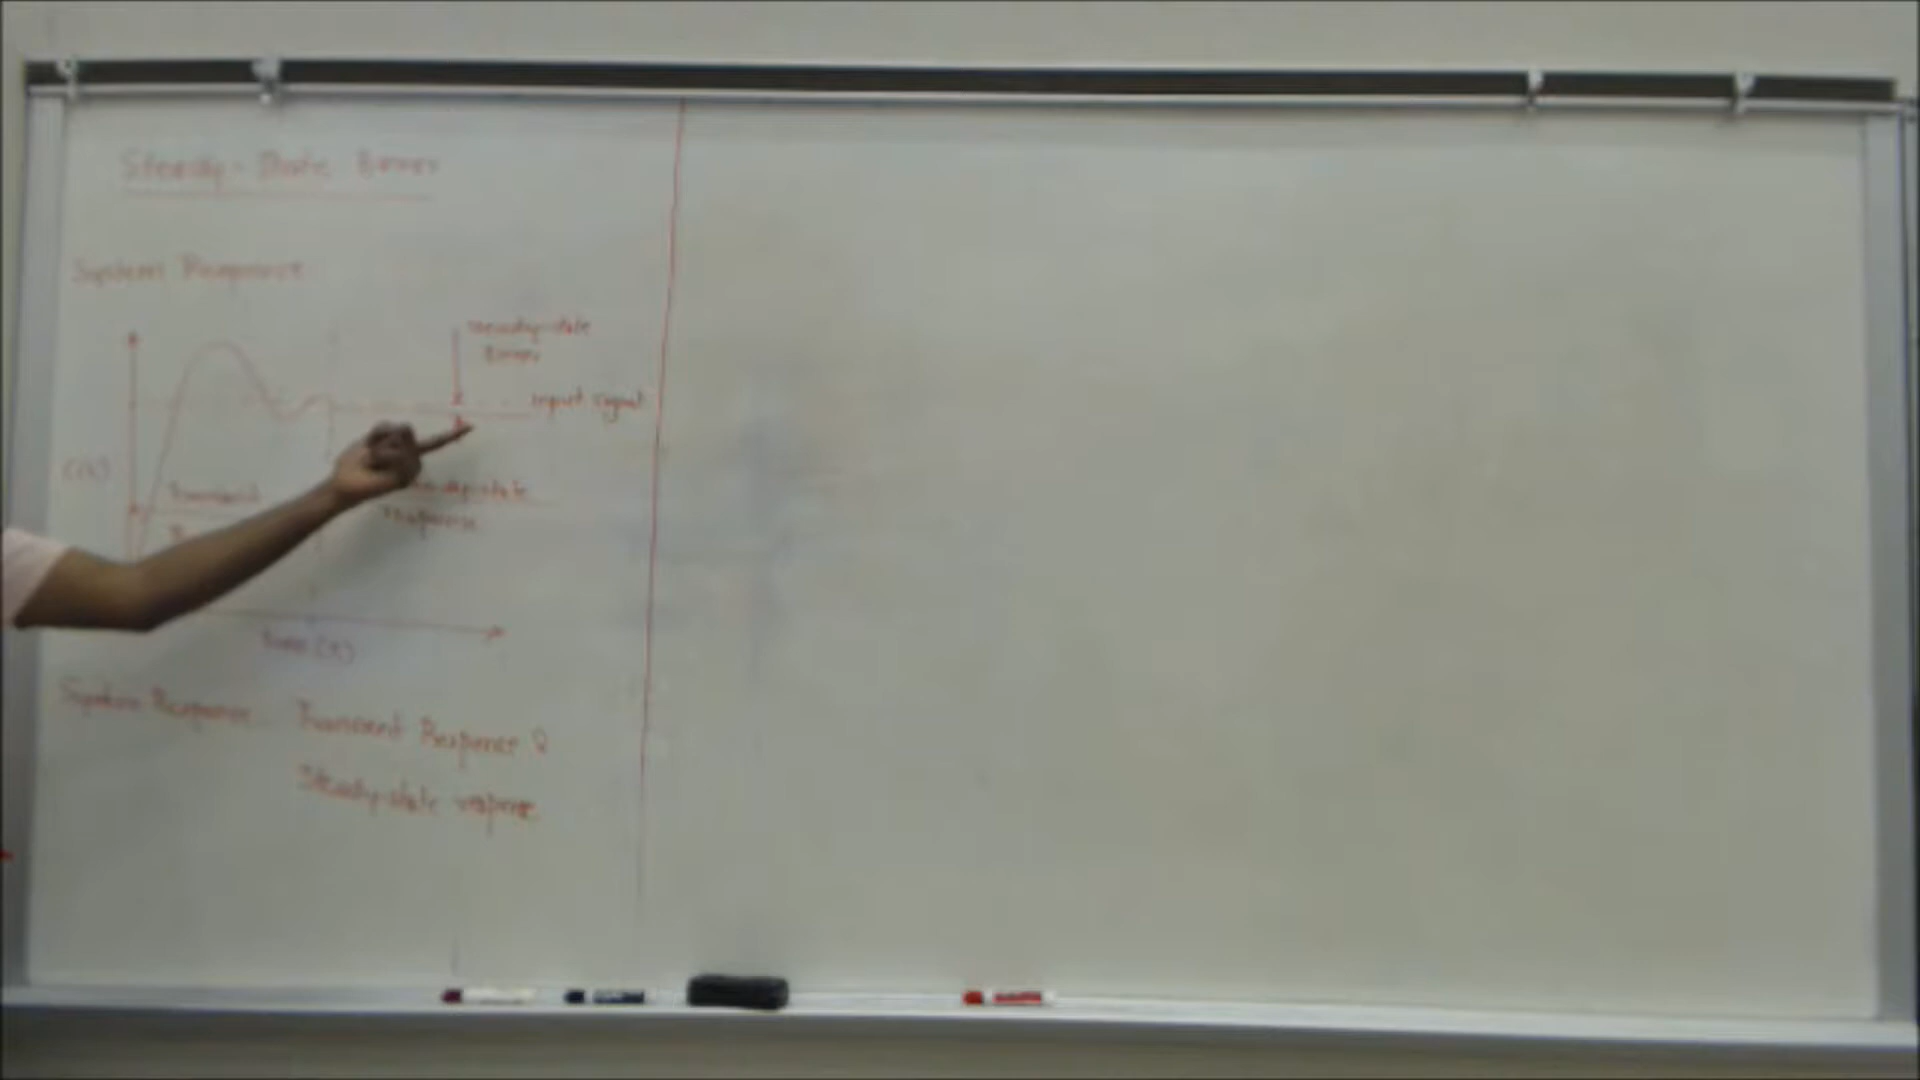 Steady-State Error
System Response
steady-state
Error
input signal
C(t)
Transient
steady-state
response
Time (t)
System Response Transient Response &
Steady-state response